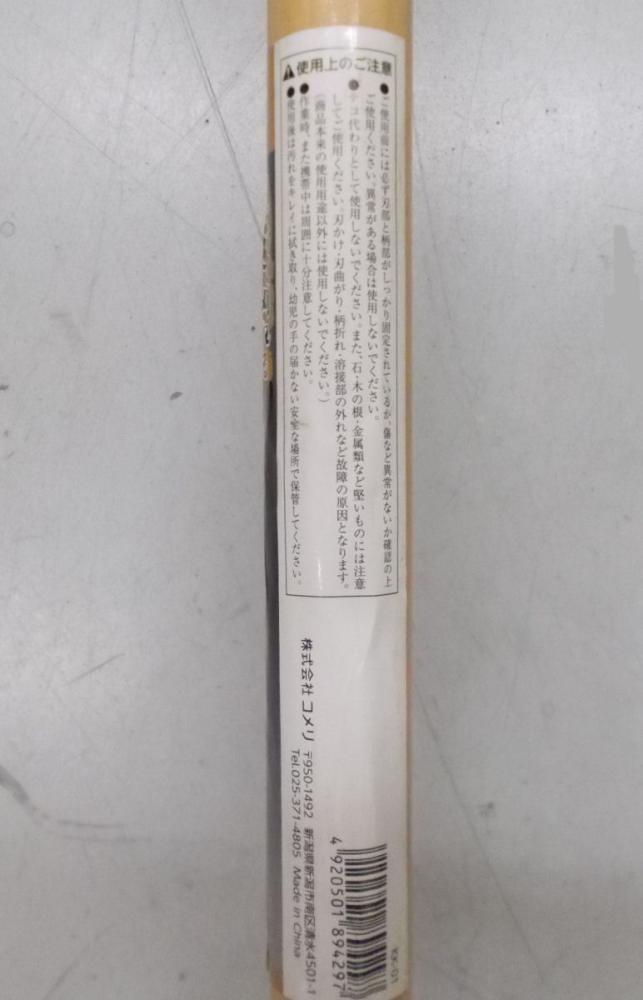 使用上のご注意
●ご使用前には必ず刃部と柄部がしっかり固定されているか、傷など異常がないか確認の上
ご使用ください。異常がある場合は使用しないでください。
●テコ代わりとして使用しないでください。また、石・木の根・金属類など堅いものには注意
してご使用ください。刃かけ・刃曲がり・柄折れ・溶接部の外れなど故障の原因となります。
(商品本来の使用用途以外には使用しないでください。)
●作業時、また携帯中は周囲に十分注意してください。
●使用後は汚れをキレイに拭き取り、幼児の手の届かない安全な場所で保管してください。
株式会社 コメリ
〒950-1492 新潟県新潟市南区清水4501-1
Tel.025-371-4805 Made in China
4 920501 894297
KK-01